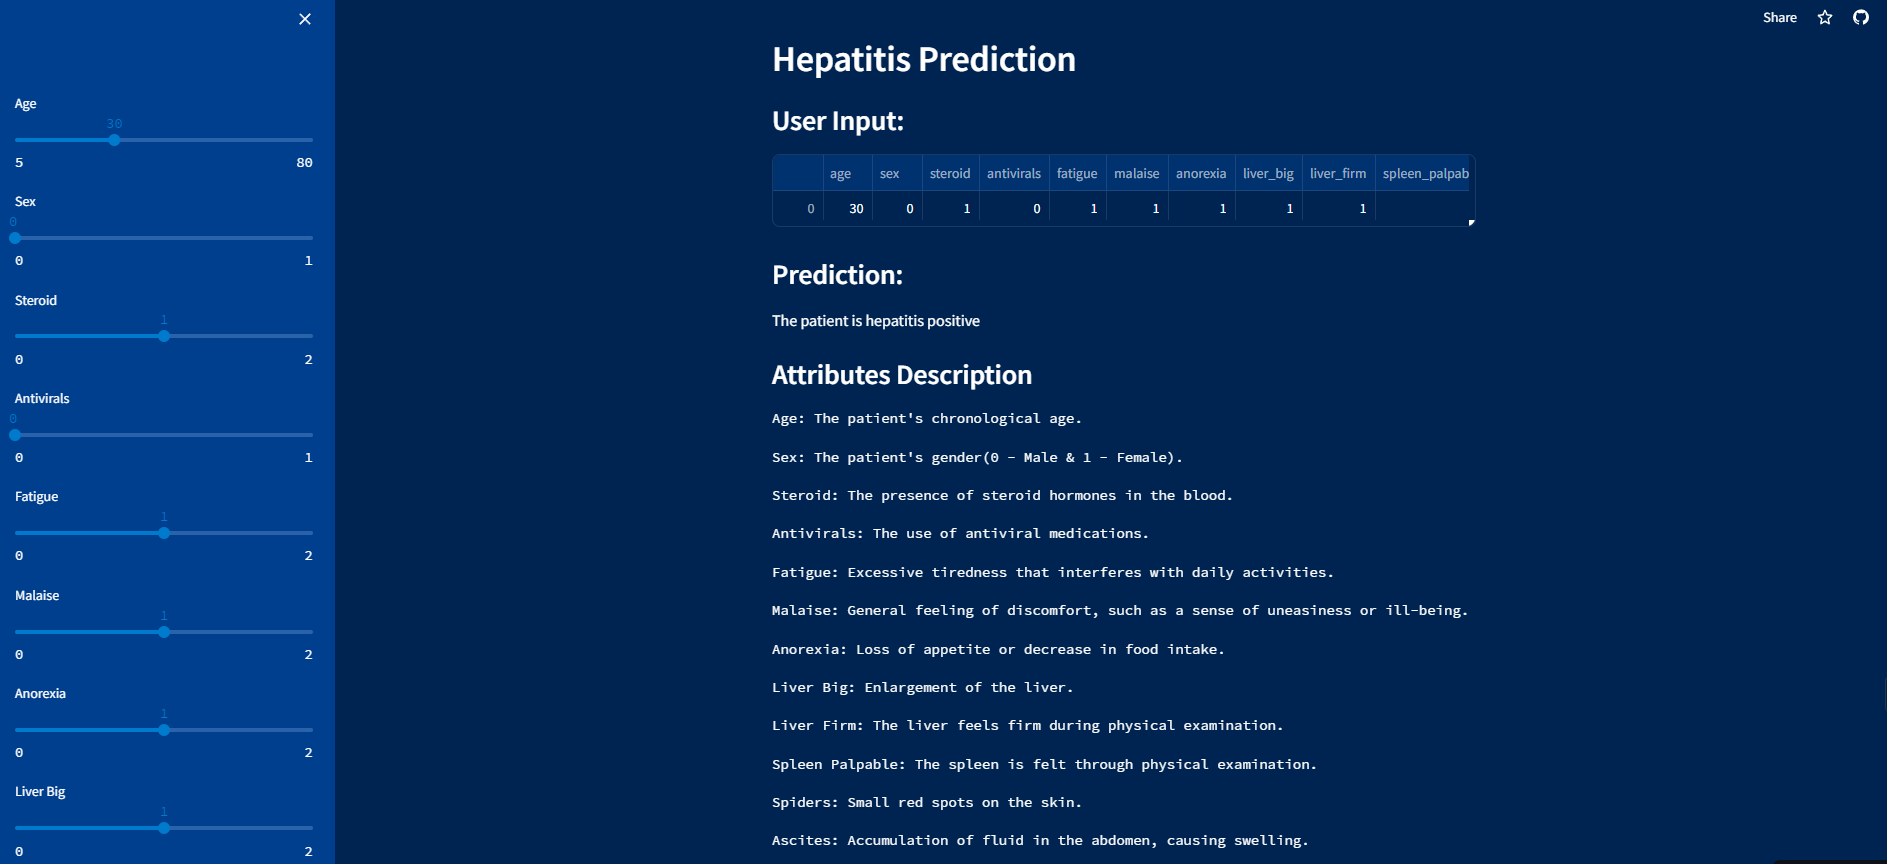 Age
30
5 80
Sex
0
0 1
Steroid
1
0 2
Antivirals
0
0 1
Fatigue
1
0 2
Malaise
1
0 2
Anorexia
1
0 2
Liver Big
1
0 2
Share
Hepatitis Prediction
User Input:
age sex steroid antivirals fatigue malaise anorexia liver_big liver_firm spleen_palpab
0 30 0 1 0 1 1 1 1 1
Prediction:
The patient is hepatitis positive
Attributes Description
Age: The patient's chronological age.
Sex: The patient's gender(0 - Male & 1 - Female).
Steroid: The presence of steroid hormones in the blood.
Antivirals: The use of antiviral medications.
Fatigue: Excessive tiredness that interferes with daily activities.
Malaise: General feeling of discomfort, such as a sense of uneasiness or ill-being.
Anorexia: Loss of appetite or decrease in food intake.
Liver Big: Enlargement of the liver.
Liver Firm: The liver feels firm during physical examination.
Spleen Palpable: The spleen is felt through physical examination.
Spiders: Small red spots on the skin.
Ascites: Accumulation of fluid in the abdomen, causing swelling.